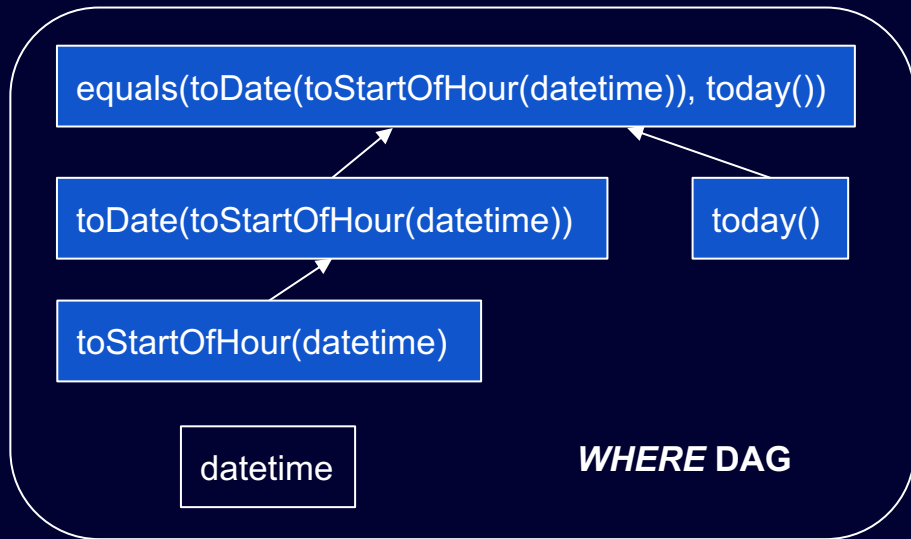 equals(toDate(toStartOfHour(datetime)), today())
toDate(toStartOfHour(datetime))
today()
toStartOfHour(datetime)
datetime
WHERE DAG